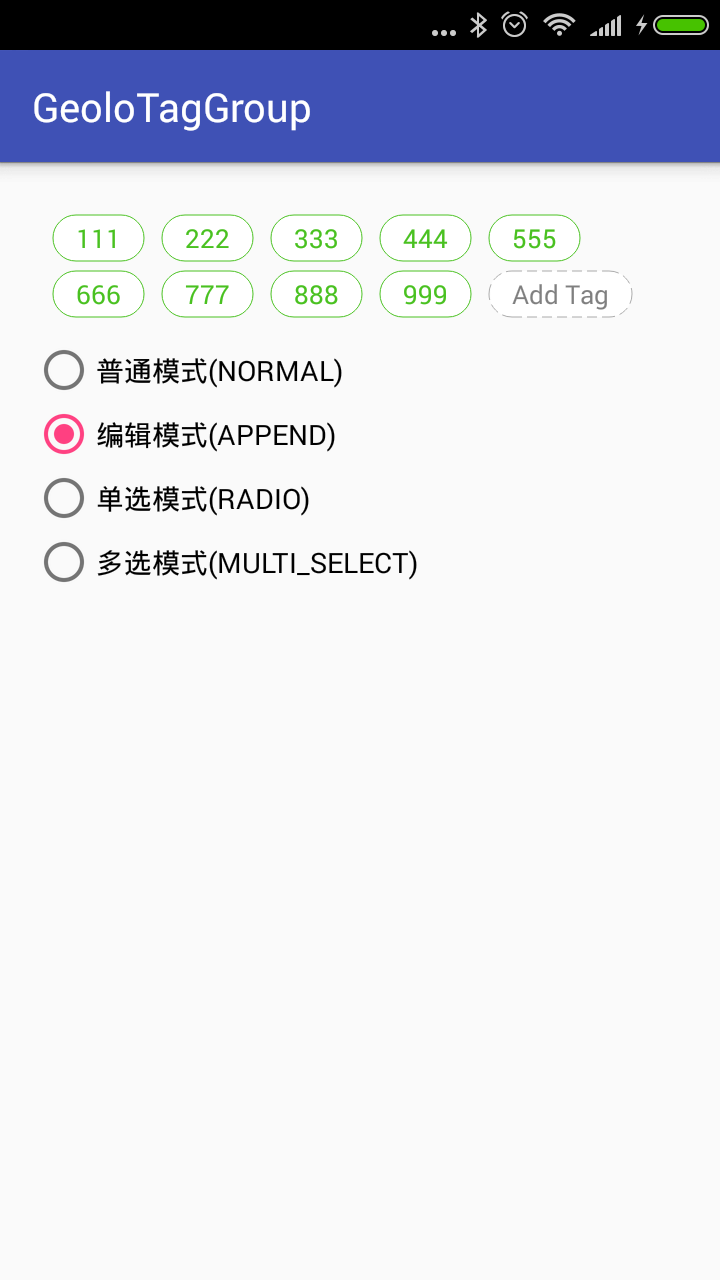 GeoloTagGroup
111 222 333 444 555
666 777 888 999 Add Tag
普通模式(NORMAL)
编辑模式(APPEND)
单选模式(RADIO)
多选模式(MULTI_SELECT)